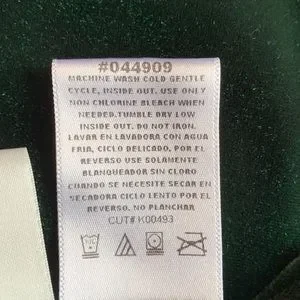 #044909
MACHINE WASH COLD GENTLE
CYCLE, INSIDE OUT. USE ONLY
NON CHLORINE BLEACH WHEN
NEEDED.TUMBLE DRY LOW
INSIDE OUT. DO NOT IRON.
LAVAR EN LAVADORA CON AGUA
FRIA, CICLO DELICADO, POR EL
REVERSO USE SOLAMENTE
BLANQUEADOR SIN CLORO
CUANDO SE NECESITE SECAR EN
SECADORA CICLO LENTO POR EL
REVERSO. NO PLANCHAR
CUT# K00493